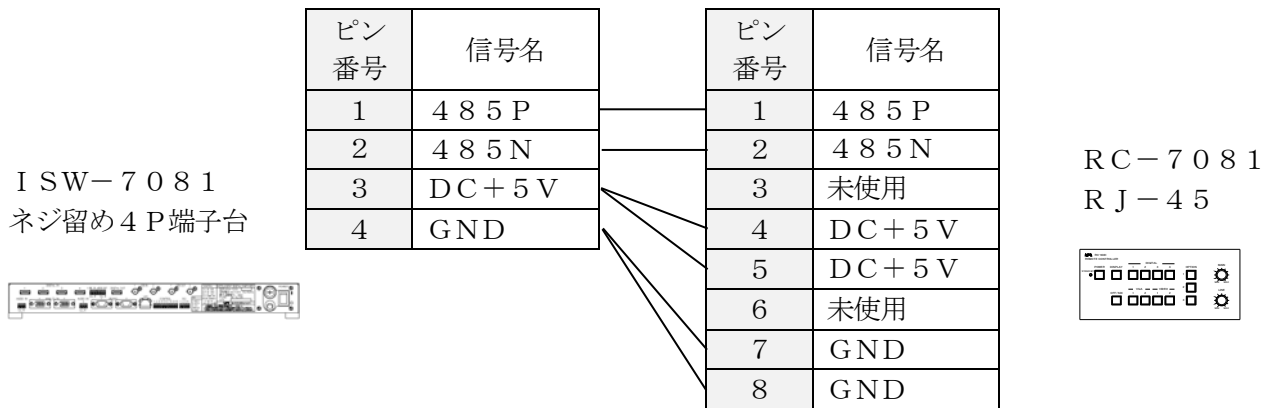 ピン番号 信号名
1 485P
2 485N
3 DC+5V
4 GND
ピン番号 信号名
1 485P
2 485N
3 未使用
4 DC+5V
5 DC+5V
6 未使用
7 GND
8 GND
ISW-7081
ネジ留め4P端子台
RC-7081
RJ-45